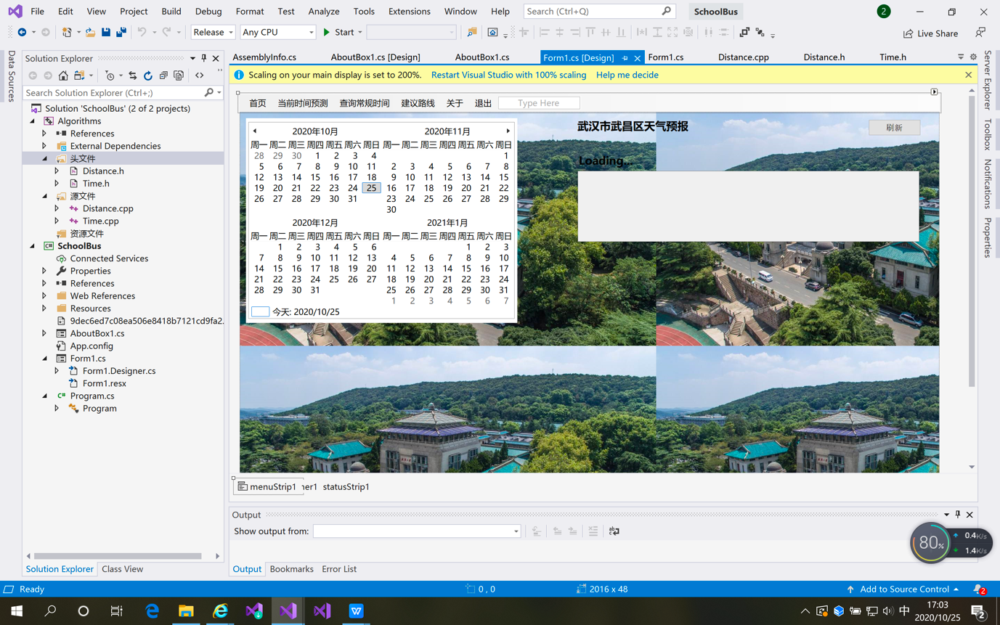 File Edit View Project Build Debug Format Test Analyze Tools Extensions Window Help Search (Ctrl+Q) SchoolBus 2
Release Any CPU Start Live Share
Data Sources
Solution Explorer
Search Solution Explorer (Ctrl+;)
Solution 'SchoolBus' (2 of 2 projects)
Algorithms
References
External Dependencies
头文件
Distance.h
Time.h
源文件
Distance.cpp
Time.cpp
资源文件
SchoolBus
Connected Services
Properties
References
Web References
Resources
9dec6ed7c08ea506e8418b7121cd9fa2.
AboutBox1.cs
App.config
Form1.cs
Form1.Designer.cs
Form1.resx
Program.cs
Program
Solution Explorer Class View
AssemblyInfo.cs AboutBox1.cs [Design] AboutBox1.cs Form1.cs [Design] Form1.cs Distance.cpp Distance.h Time.h
Scaling on your main display is set to 200%. Restart Visual Studio with 100% scaling Help me decide
首页 当前时间预测 查询常规时间 建议路线 关于 退出 Type Here
2020年10月 2020年11月
周一 周二 周三 周四 周五 周六 周日 周一 周二 周三 周四 周五 周六 周日
28 29 30 1 2 3 4 1
5 6 7 8 9 10 11 2 3 4 5 6 7 8
12 13 14 15 16 17 18 9 10 11 12 13 14 15
19 20 21 22 23 24 25 16 17 18 19 20 21 22
26 27 28 29 30 31 23 24 25 26 27 28 29
30
2020年12月 2021年1月
周一 周二 周三 周四 周五 周六 周日 周一 周二 周三 周四 周五 周六 周日
1 2 3 4 5 6 1 2 3
7 8 9 10 11 12 13 4 5 6 7 8 9 10
14 15 16 17 18 19 20 11 12 13 14 15 16 17
21 22 23 24 25 26 27 18 19 20 21 22 23 24
28 29 30 31 25 26 27 28 29 30 31
1 2 3 4 5 6 7
今天: 2020/10/25
武汉市武昌区天气预报
刷新
Loading...
menuStrip1 ner1 statusStrip1
Output
Show output from:
Output Bookmarks Error List
Server Explorer
Toolbox
Notifications
Properties
80% 0.4K/s
1.4K/s
Ready 0 , 0 2016 x 48 Add to Source Control 2
中 17:03
2020/10/25 2